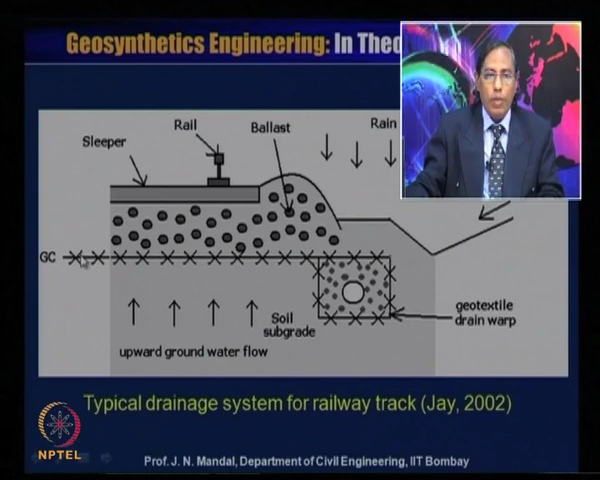 Geosynthetics Engineering: In Theo
Rail
Ballast
Rain
Sleeper
GC
Soil
subgrade
geotextile
drain warp
upward ground water flow
Typical drainage system for railway track (Jay, 2002)
NPTEL
Prof. J. N. Mandal, Department of Civil Engineering, IIT Bombay